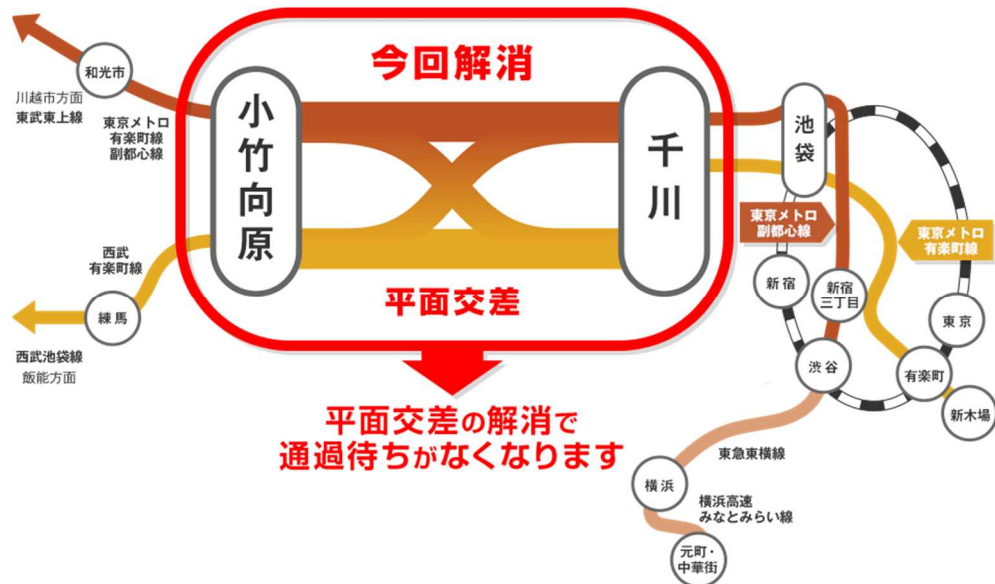 今回解消
和光市
川越市方面
東武東上線
東京メトロ
有楽町線
副都心線
小竹向原
千川
池袋
東京メトロ
副都心線
東京メトロ
有楽町線
西武
有楽町線
練馬
西武池袋線
飯能方面
平面交差
新宿
新宿
三丁目
東京
渋谷
有楽町
新木場
平面交差の解消で
通過待ちがなくなります
東急東横線
横浜
横浜高速
みなとみらい線
元町・
中華街